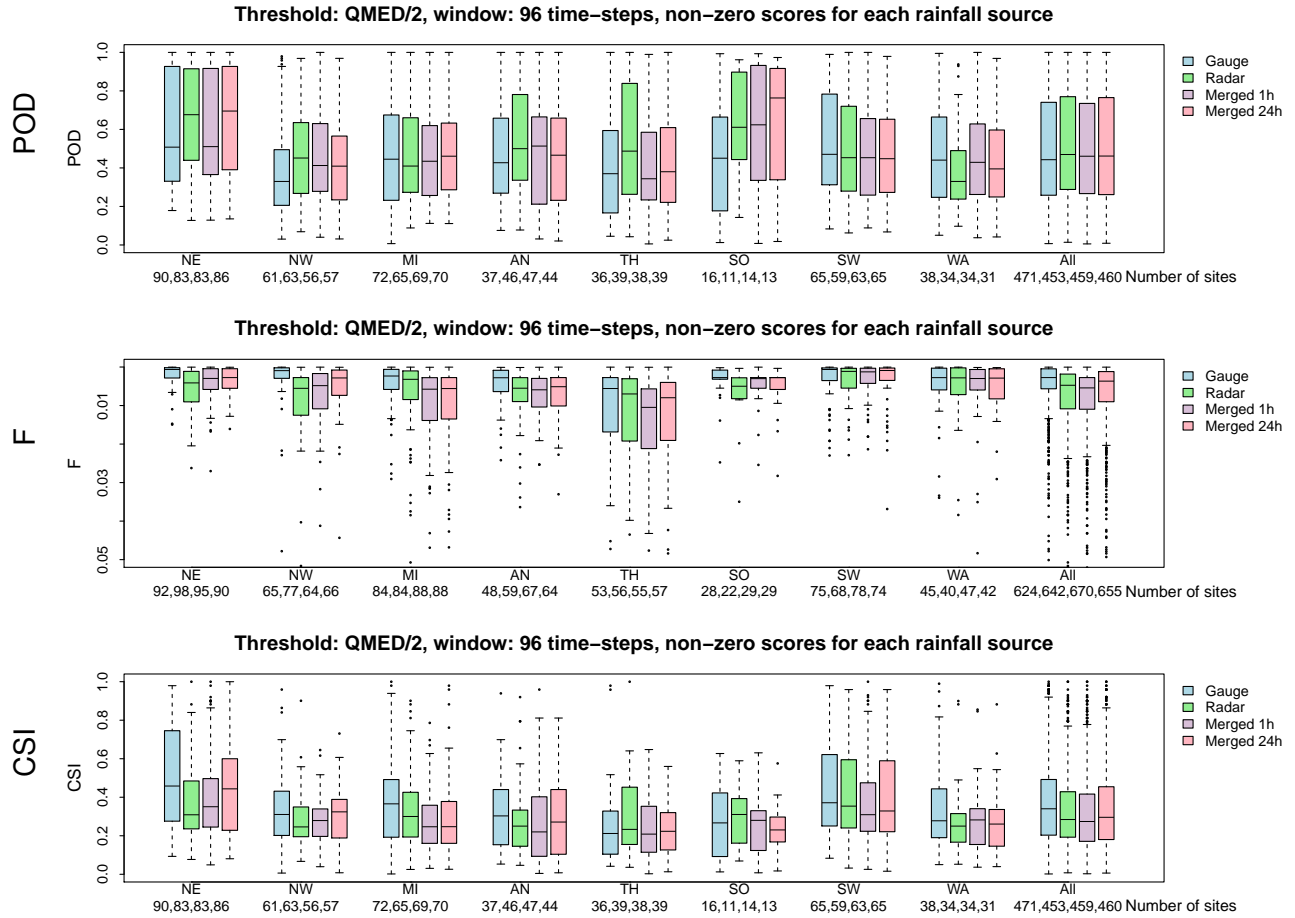 Threshold: QMED/2, window: 96 time−steps, non−zero scores for each rainfall source
POD
POD
1.0
0.8
0.6
0.4
0.2
0.0
Gauge
Radar
Merged 1h
Merged 24h
NE NW MI AN TH SO SW WA All
90,83,83,86 61,63,56,57 72,65,69,70 37,46,47,44 36,39,38,39 16,11,14,13 65,59,63,65 38,34,34,31 471,453,459,460 Number of sites
Threshold: QMED/2, window: 96 time−steps, non−zero scores for each rainfall source
F
F
0.01
0.03
0.05
Gauge
Radar
Merged 1h
Merged 24h
NE NW MI AN TH SO SW WA All
92,98,95,90 65,77,64,66 84,84,88,88 48,59,67,64 53,56,55,57 28,22,29,29 75,68,78,74 45,40,47,42 624,642,670,655 Number of sites
Threshold: QMED/2, window: 96 time−steps, non−zero scores for each rainfall source
CSI
CSI
1.0
0.8
0.6
0.4
0.2
0.0
Gauge
Radar
Merged 1h
Merged 24h
NE NW MI AN TH SO SW WA All
90,83,83,86 61,63,56,57 72,65,69,70 37,46,47,44 36,39,38,39 16,11,14,13 65,59,63,65 38,34,34,31 471,453,459,460 Number of sites